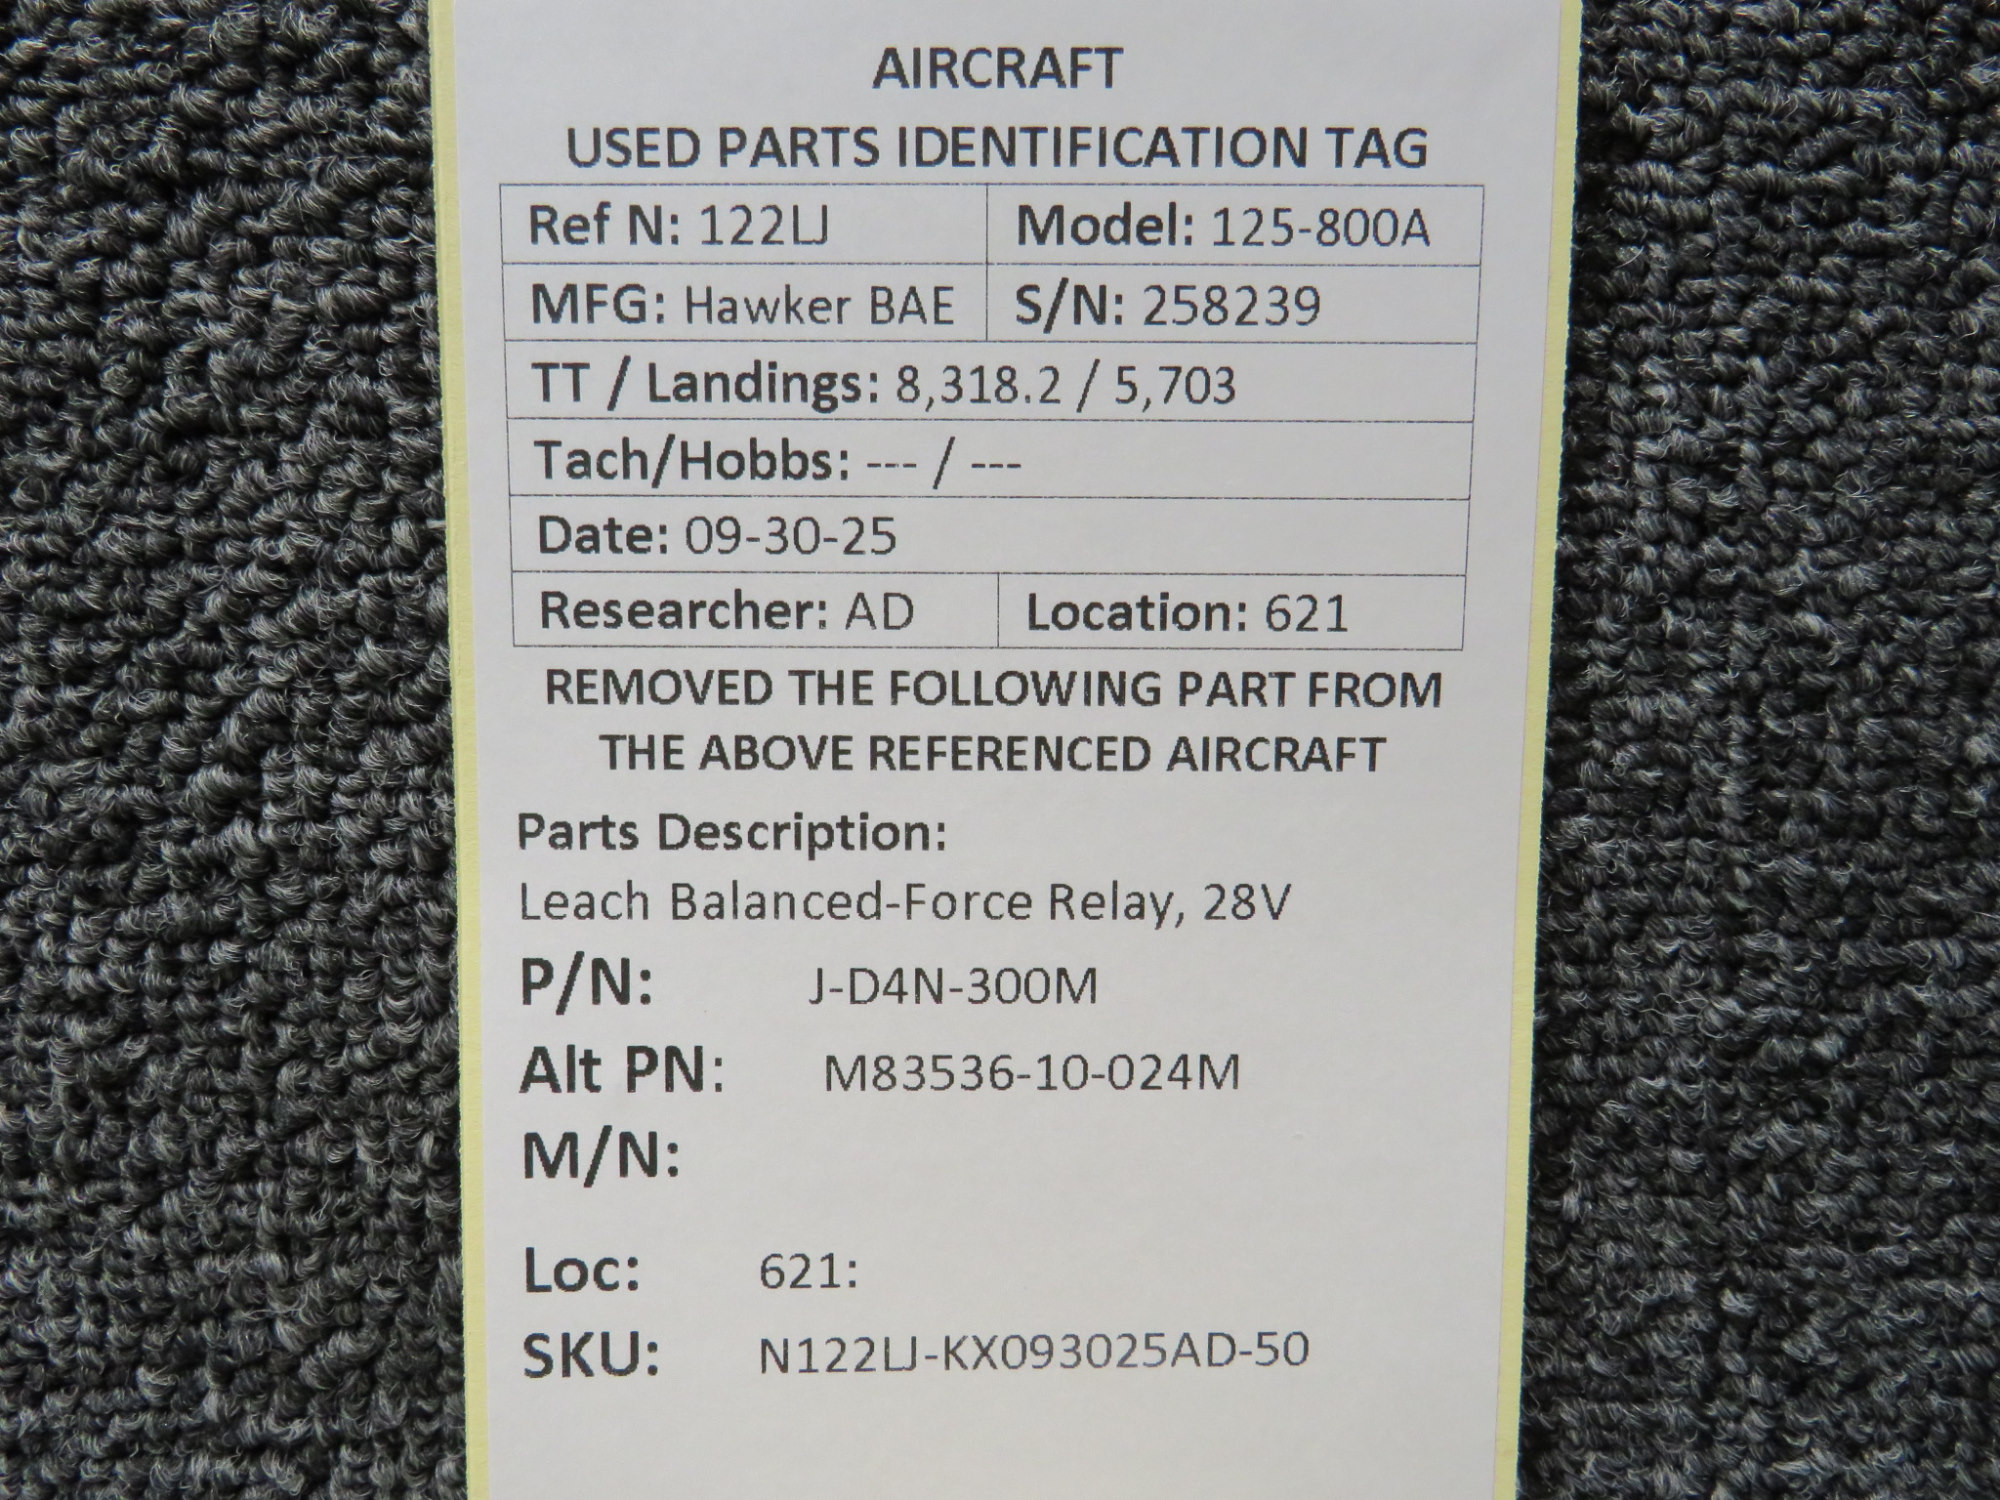 AIRCRAFT
USED PARTS IDENTIFICATION TAG
Ref N: 122LJ Model: 125-800A
MFG: Hawker BAE S/N: 258239
TT / Landings: 8,318.2 / 5,703
Tach/Hobbs: --- / ---
Date: 09-30-25
Researcher: AD Location: 621
REMOVED THE FOLLOWING PART FROM
THE ABOVE REFERENCED AIRCRAFT
Parts Description:
Leach Balanced-Force Relay, 28V
P/N: J-D4N-300M
Alt PN: M83536-10-024M
M/N:
Loc: 621:
SKU: N122LJ-KX093025AD-50